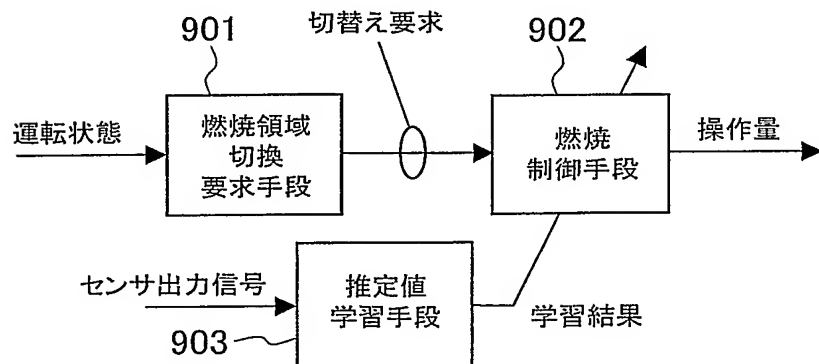 901
切替え要求
902
運転状態
燃焼領域
切換
要求手段
燃焼
制御手段
操作量
センサ出力信号
推定値
学習手段
学習結果
903